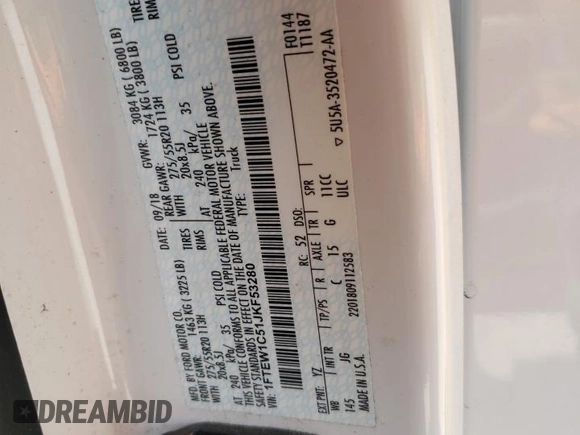 MFD. BY FORD MOTOR CO.
DATE: 09/18 GVWR: 3084 KG ( 6800 LB)
FRONT GAWR: 1463 KG ( 3225 LB) REAR GAWR: 1724 KG ( 3800 LB)
WITH 275/55R20 113H TIRES WITH 275/55R20 113H
20x8.5J RIMS 20x8.5J
AT 240 kPa/ 35 PSI COLD RIMS AT 240 kPa/ 35 PSI COLD
THIS VEHICLE CONFORMS TO ALL APPLICABLE FEDERAL MOTOR VEHICLE
SAFETY STANDARDS IN EFFECT ON THE DATE OF MANUFACTURE SHOWN ABOVE.
VIN: 1FTEW1C51JKF53280
TYPE: Truck
F0144
T1187
EXT PNT: YZ RC: 52 DSO:
WB INT TR TP/PS R AXLE TR SPR
145 JG C 15 G 11CC
ULC
MADE IN U.S.A. 2201809112583
▽ 5U5A-3520472-AA
DREAMBID